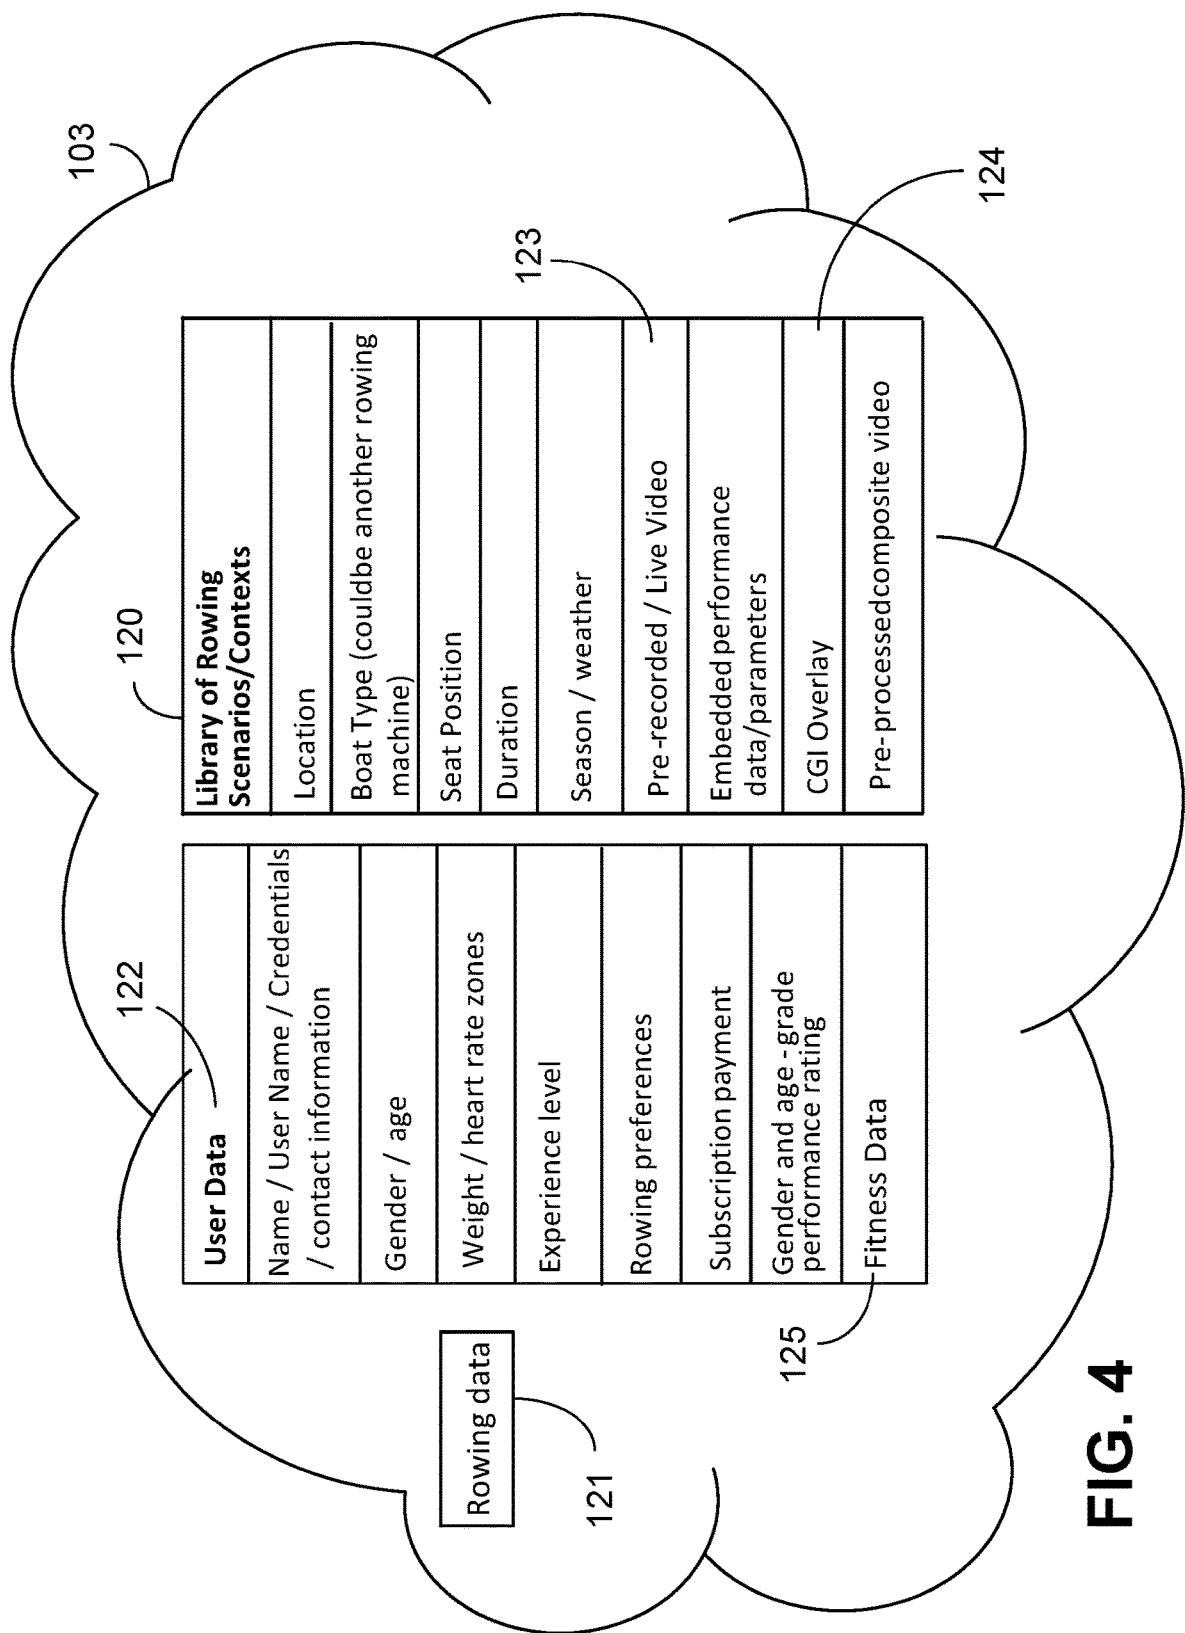 103
120
Library of Rowing
Scenarios/Contexts
Location
Boat Type (couldbe another rowing
machine)
Seat Position
Duration
Season / weather
Pre-recorded / Live Video
Embedded performance
data/parameters
CGI Overlay
Pre-processedcomposite video
123
124
122
User Data
Name / User Name / Credentials
/ contact information
Gender / age
Weight / heart rate zones
Experience level
Rowing preferences
Subscription payment
Gender and age-grade
performance rating
Fitness Data
125
Rowing data
121
FIG. 4